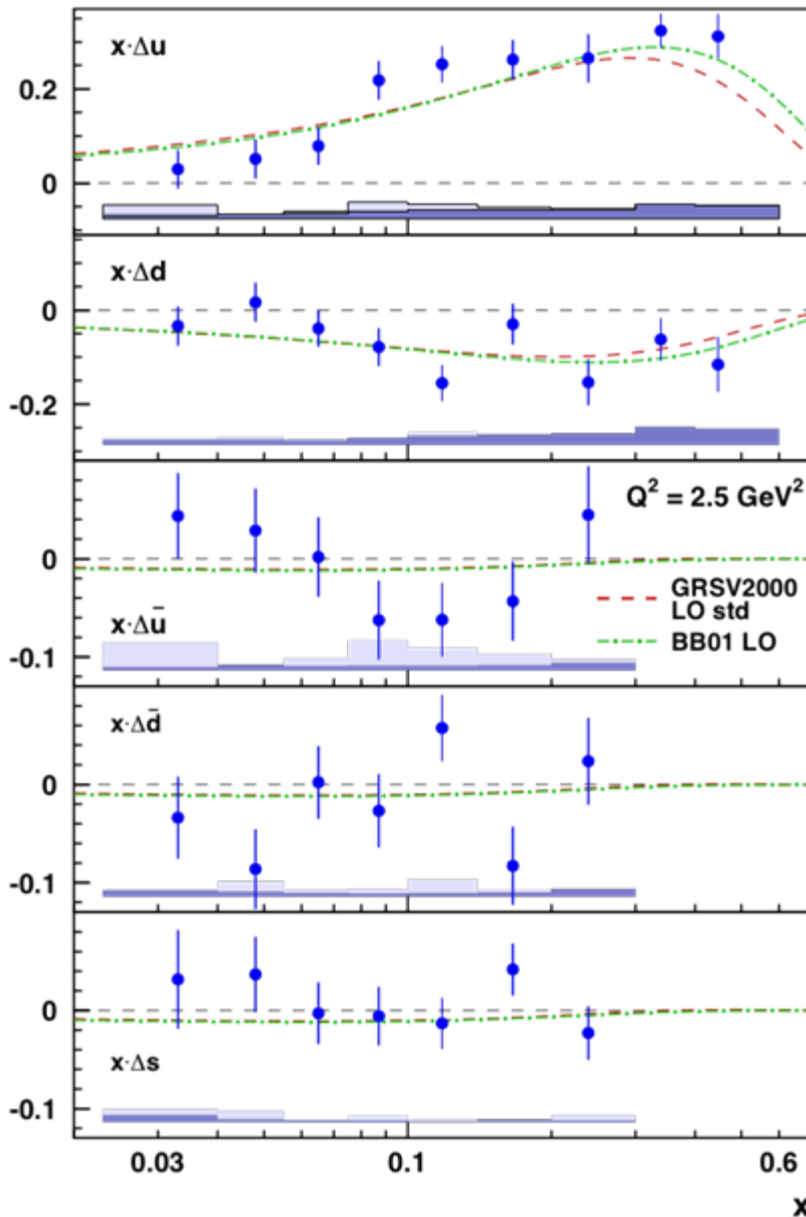 x·Δu
0.2
0
x·Δd
0
-0.2
Q² = 2.5 GeV²
0
GRSV2000
LO std
x·Δū
BB01 LO
-0.1
x·Δd̄
0
-0.1
0
x·Δs
-0.1
0.03 0.1 0.6
x